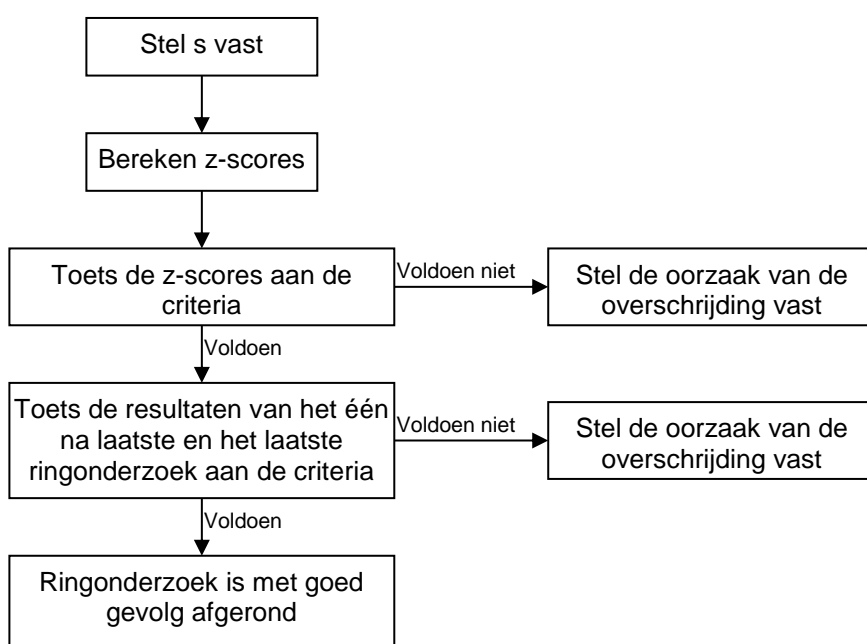 Stel s vast
Bereken z-scores
Toets de z-scores aan de
criteria
Voldoen niet
Stel de oorzaak van de
overschrijding vast
Voldoen
Toets de resultaten van het één
na laatste en het laatste
ringonderzoek aan de criteria
Voldoen niet
Stel de oorzaak van de
overschrijding vast
Voldoen
Ringonderzoek is met goed
gevolg afgerond